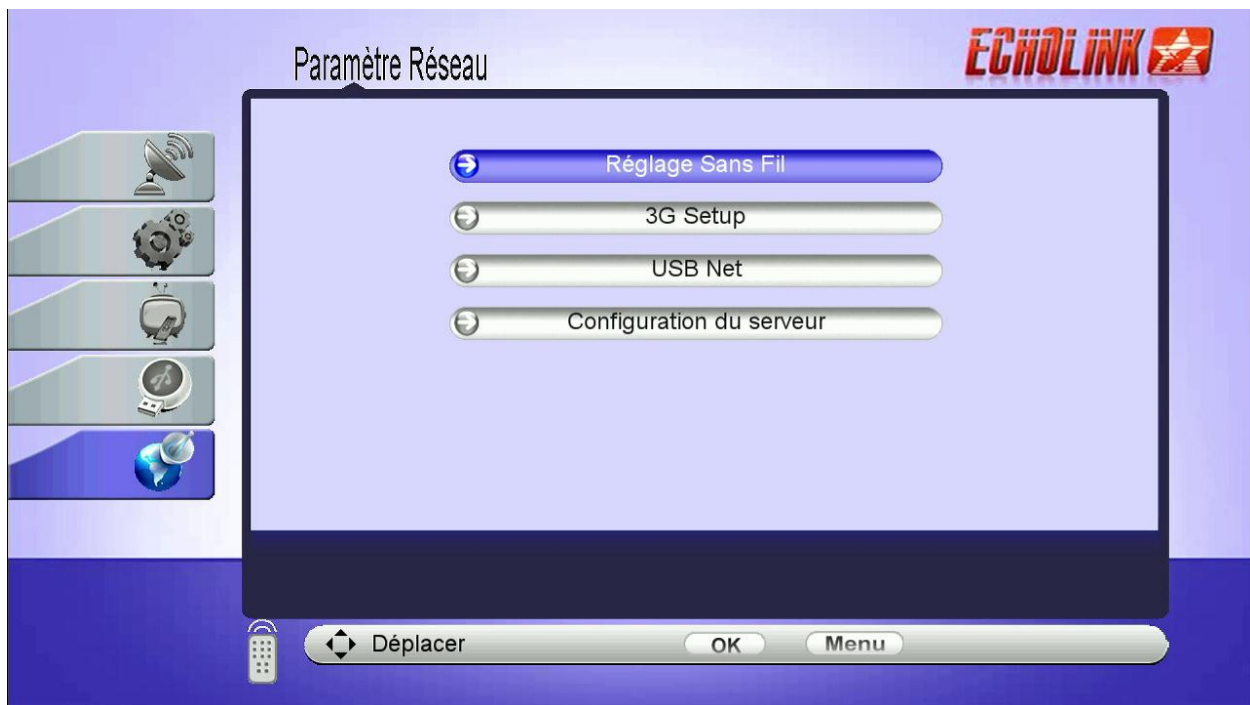 Paramètre Réseau
ECHOLINK
Réglage Sans Fil
3G Setup
USB Net
Configuration du serveur
Déplacer
OK
Menu